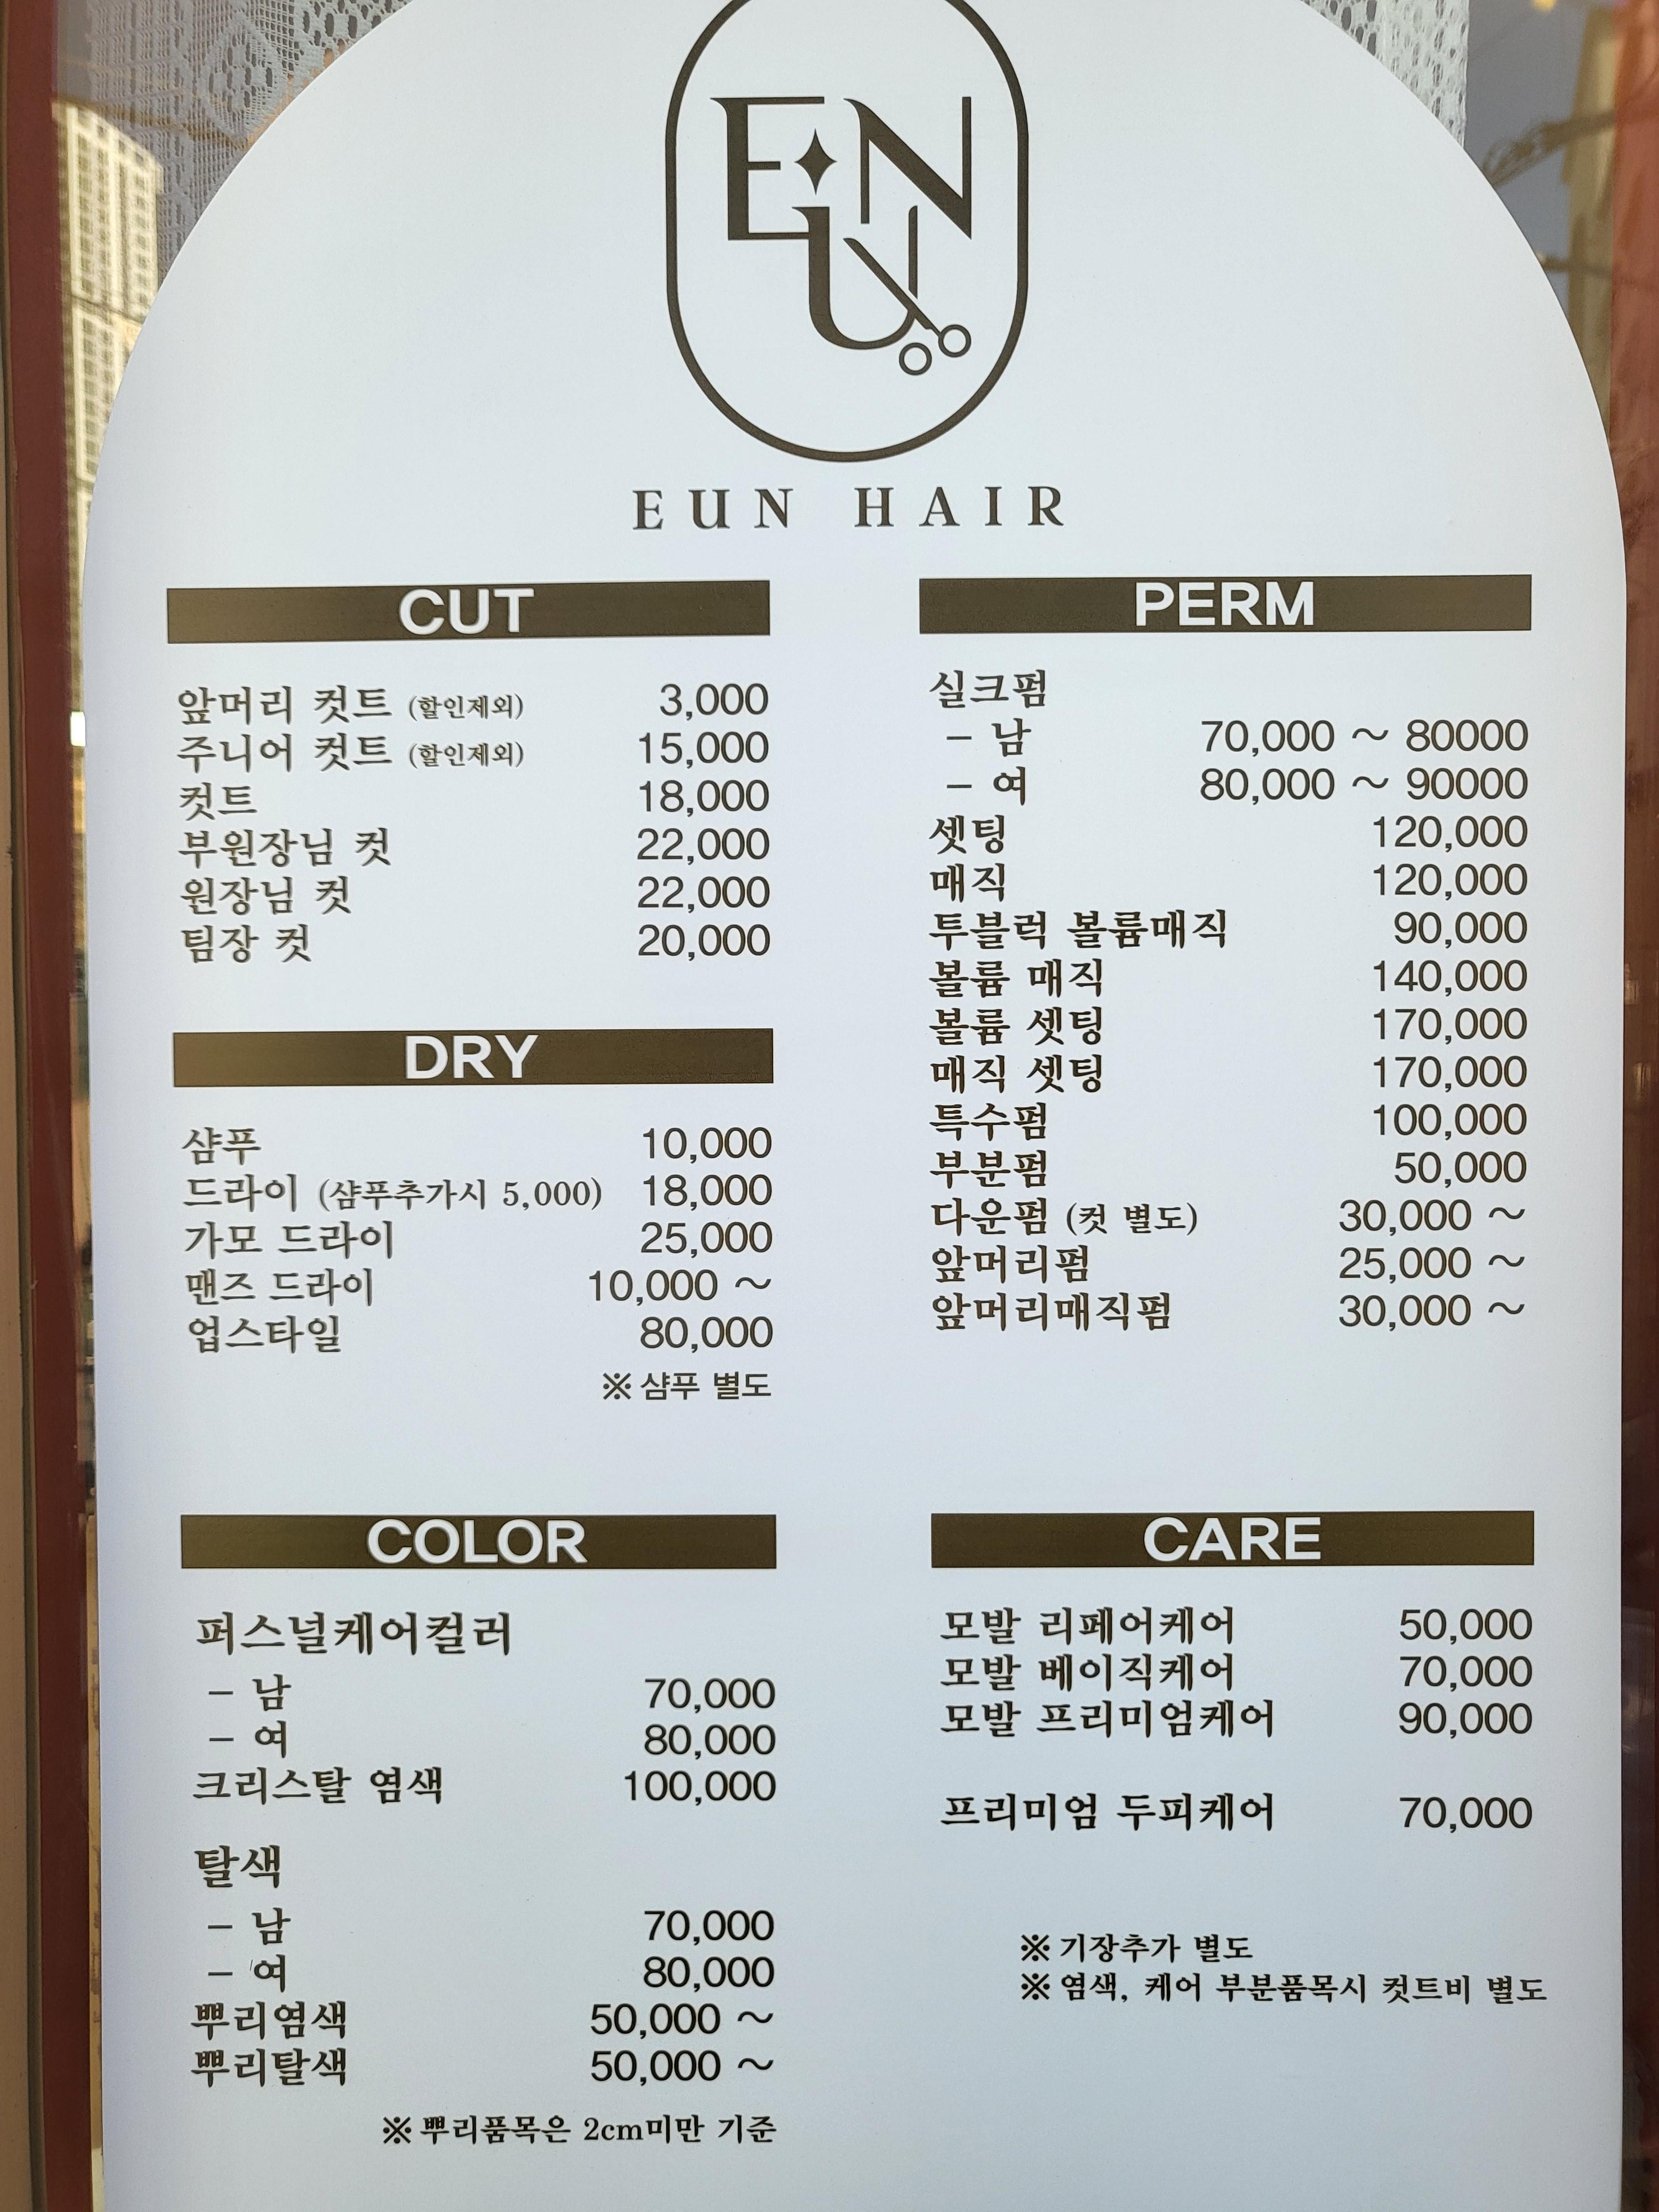 EUN
EUN HAIR
CUT
앞머리 컷트 (할인제외) 3,000
주니어 컷트 (할인제외) 15,000
컷트 18,000
부원장님 컷 22,000
원장님 컷 22,000
팀장 컷 20,000
DRY
샴푸 10,000
드라이 (샴푸추가시 5,000) 18,000
가모 드라이 25,000
맨즈 드라이 10,000 ~
업스타일 80,000
※ 샴푸 별도
PERM
실크펌
- 남 70,000 ~ 80000
- 여 80,000 ~ 90000
셋팅 120,000
매직 120,000
투블럭 볼륨매직 90,000
볼륨 매직 140,000
볼륨 셋팅 170,000
매직 셋팅 170,000
특수펌 100,000
부분펌 50,000
다운펌 (컷 별도) 30,000 ~
앞머리펌 25,000 ~
앞머리매직펌 30,000 ~
COLOR
퍼스널케어컬러
- 남 70,000
- 여 80,000
크리스탈 염색 100,000
탈색
- 남 70,000
- 여 80,000
뿌리염색 50,000 ~
뿌리탈색 50,000 ~
※ 뿌리품목은 2cm미만 기준
CARE
모발 리페어케어 50,000
모발 베이직케어 70,000
모발 프리미엄케어 90,000
프리미엄 두피케어 70,000
※ 기장추가 별도
※ 염색, 케어 부분품목시 컷트비 별도